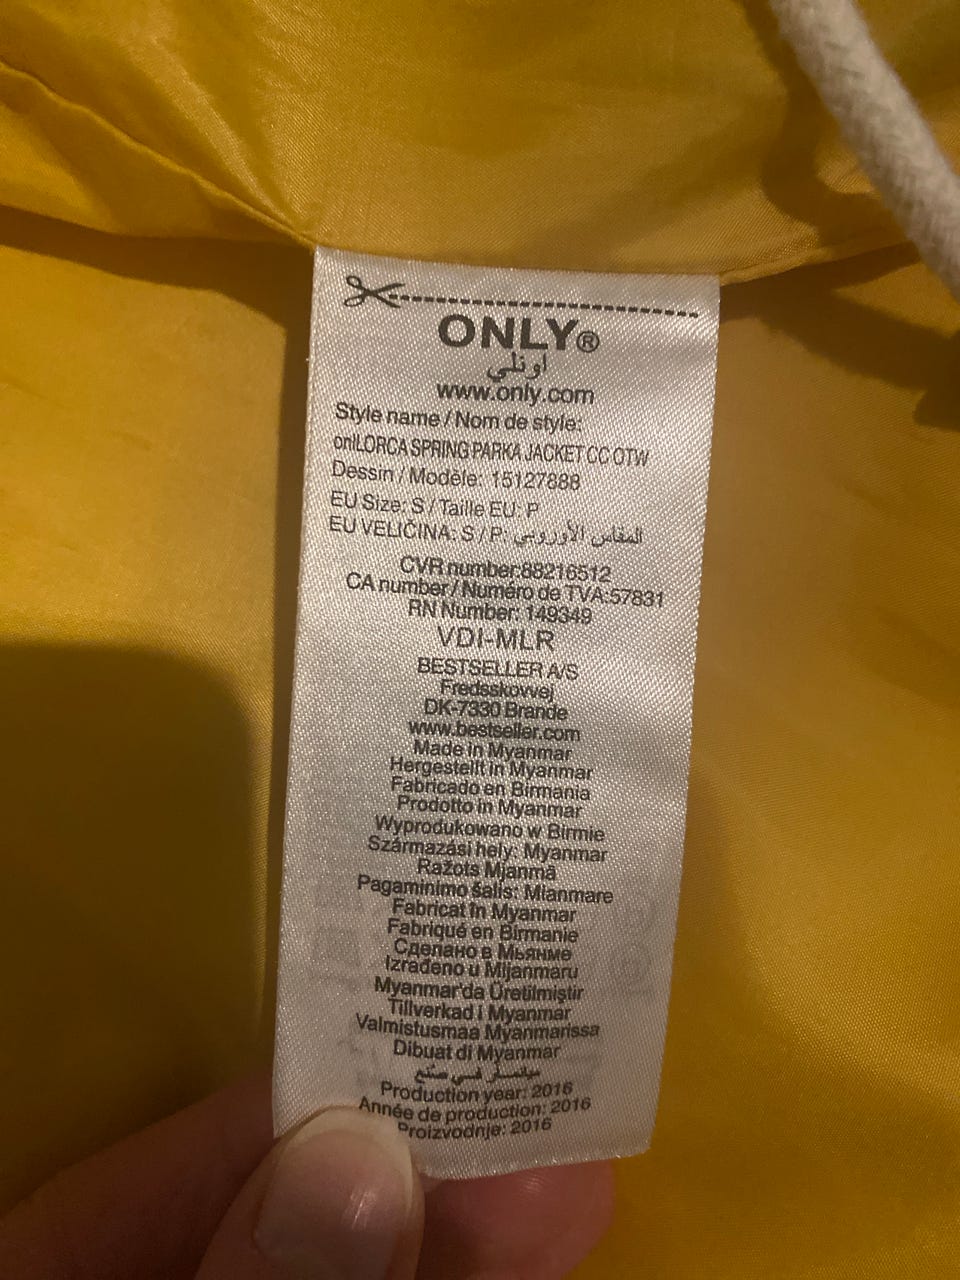 ONLY®
اونلي
www.only.com
Style name / Nom de style:
onlLORCA SPRING PARKA JACKET CC OTW
Dessin / Modèle: 15127888
EU Size: S / Taille EU: P
EU VELIČINA: S / P: المقاس الأوروبي
CVR number:88216512
CA number / Numéro de TVA:57831
RN Number: 149349
VDI-MLR
BESTSELLER A/S
Fredsskovvej
DK-7330 Brande
www.bestseller.com
Made in Myanmar
Hergestellt in Myanmar
Fabricado en Birmania
Prodotto in Myanmar
Wyprodukowano w Birmie
Származási hely: Myanmar
Ražots Mjanmā
Pagaminimo šalis: Mianmare
Fabricat în Myanmar
Fabriqué en Birmanie
Сделано в Мьянме
Izrađeno u Mijanmaru
Myanmar'da Üretilmiştir
Tillverkad i Myanmar
Valmistusmaa Myanmarissa
Dibuat di Myanmar
ميانمار في صنع
Production year: 2016
Année de production: 2016
Proizvodnje: 2016